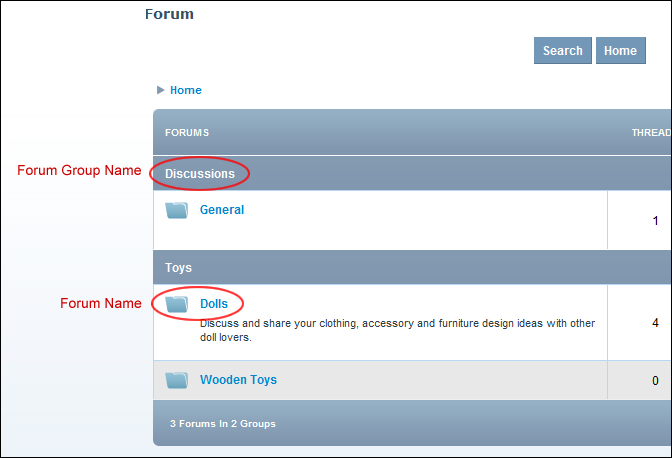 Forum
Search Home
Home
FORUMS THREAD
Forum Group Name Discussions
General 1
Toys
Forum Name Dolls
Discuss and share your clothing, accessory and furniture design ideas with other 4
doll lovers.
Wooden Toys 0
3 Forums In 2 Groups